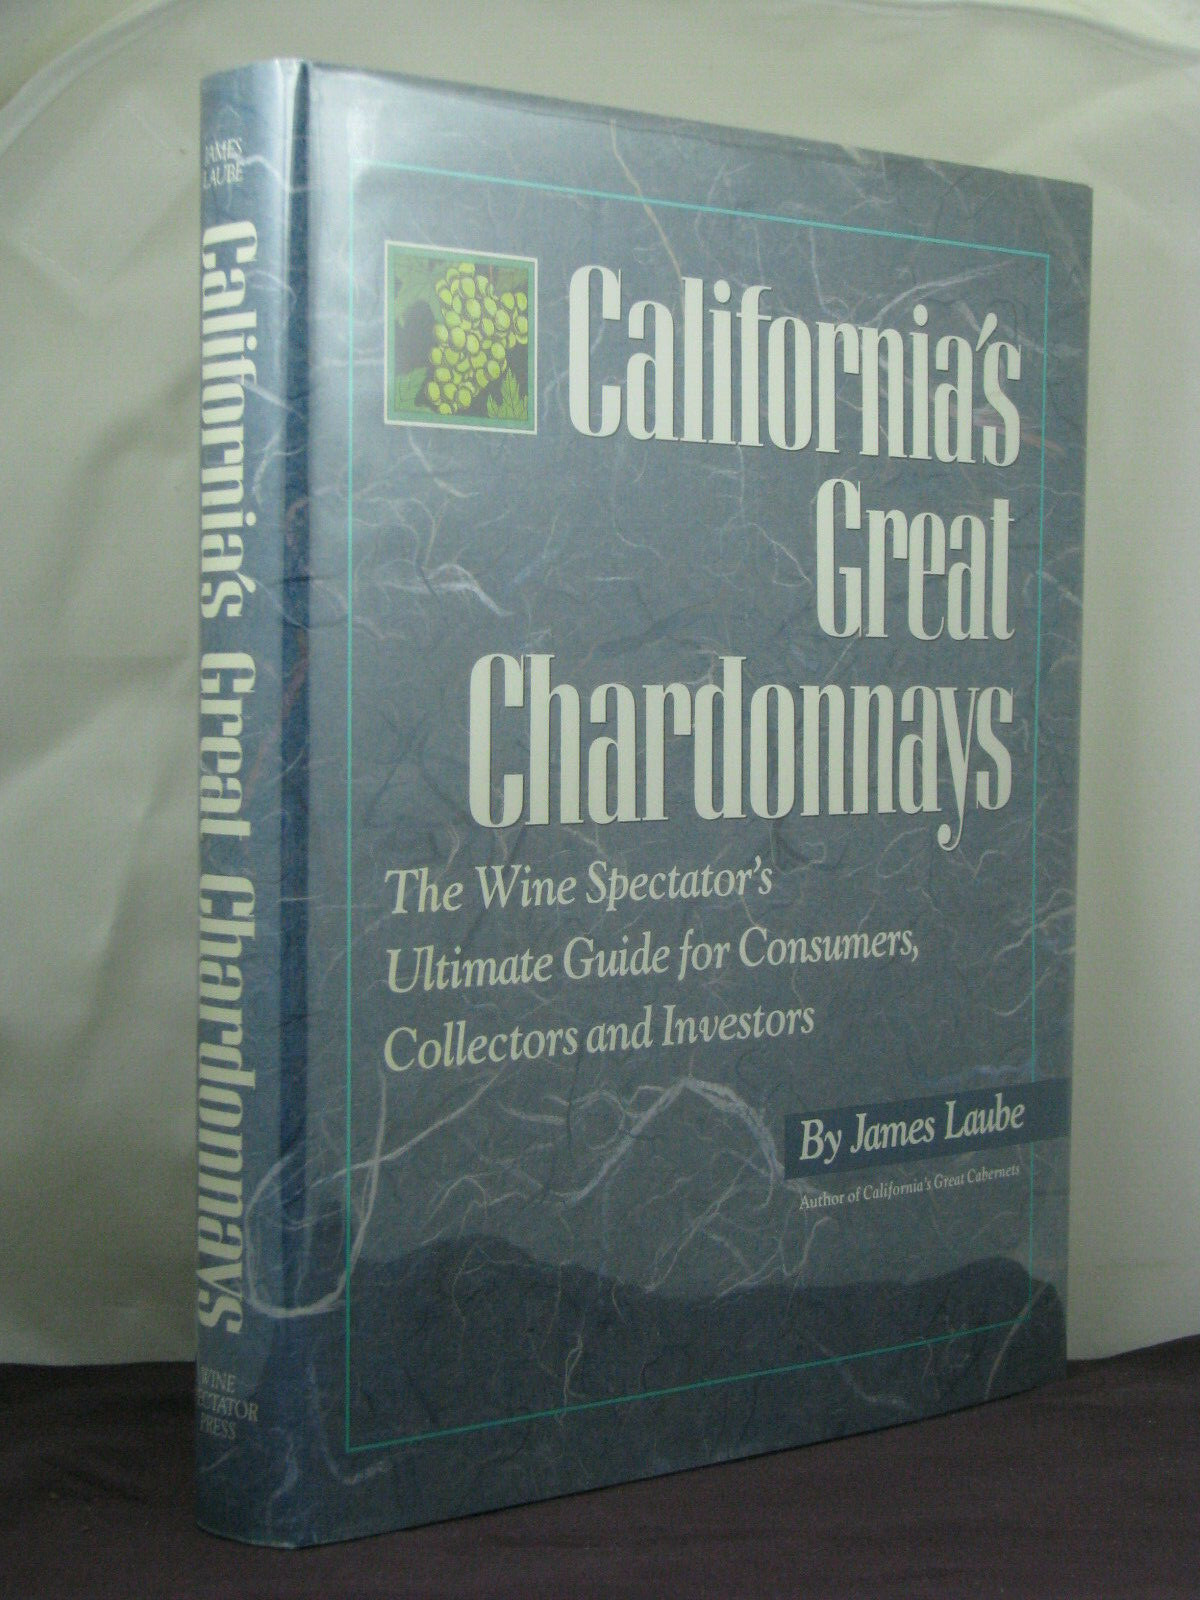 JAMES
LAUBE
California's Great Chardonnays
WINE
SPECTATOR
PRESS
California's
Great
Chardonnays
The Wine Spectator's
Ultimate Guide for Consumers,
Collectors and Investors
By James Laube
Author of California's Great Cabernets